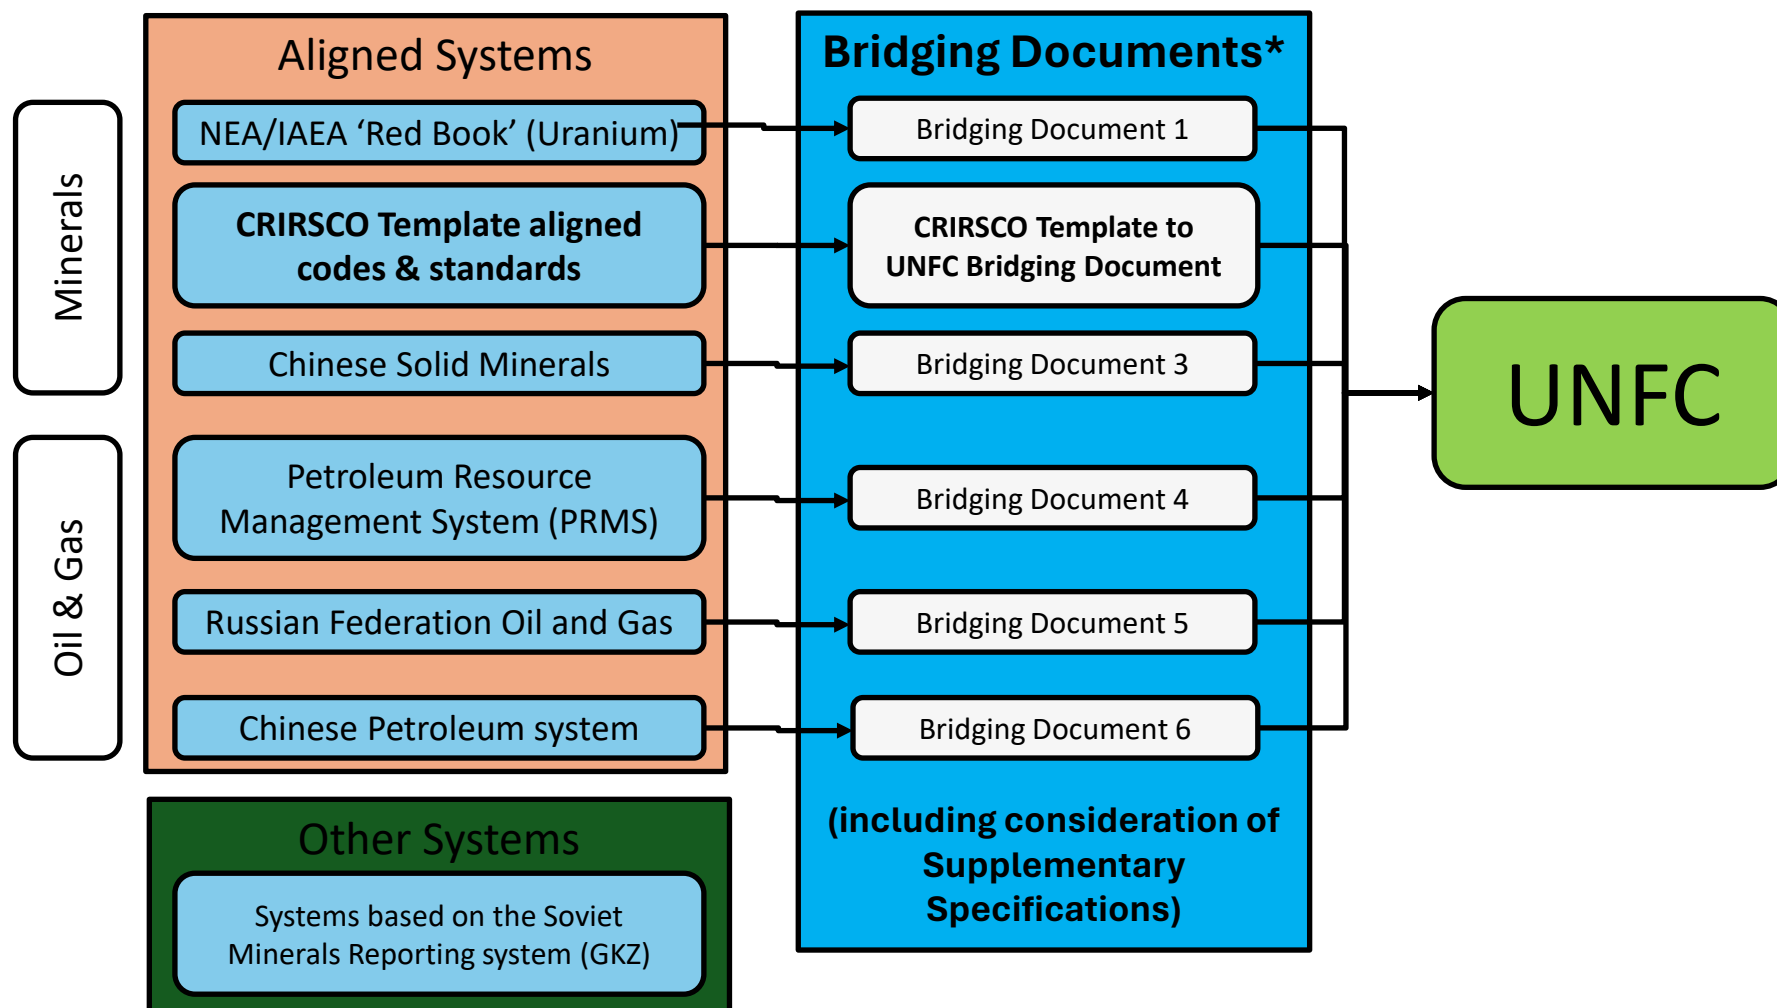 Aligned Systems
Bridging Documents*
Minerals
NEA/IAEA ‘Red Book’ (Uranium)
Bridging Document 1
CRIRSCO Template aligned
codes & standards
CRIRSCO Template to
UNFC Bridging Document
Chinese Solid Minerals
Bridging Document 3
UNFC
Oil & Gas
Petroleum Resource
Management System (PRMS)
Bridging Document 4
Russian Federation Oil and Gas
Bridging Document 5
Chinese Petroleum system
Bridging Document 6
(including consideration of
Supplementary
Specifications)
Other Systems
Systems based on the Soviet
Minerals Reporting system (GKZ)